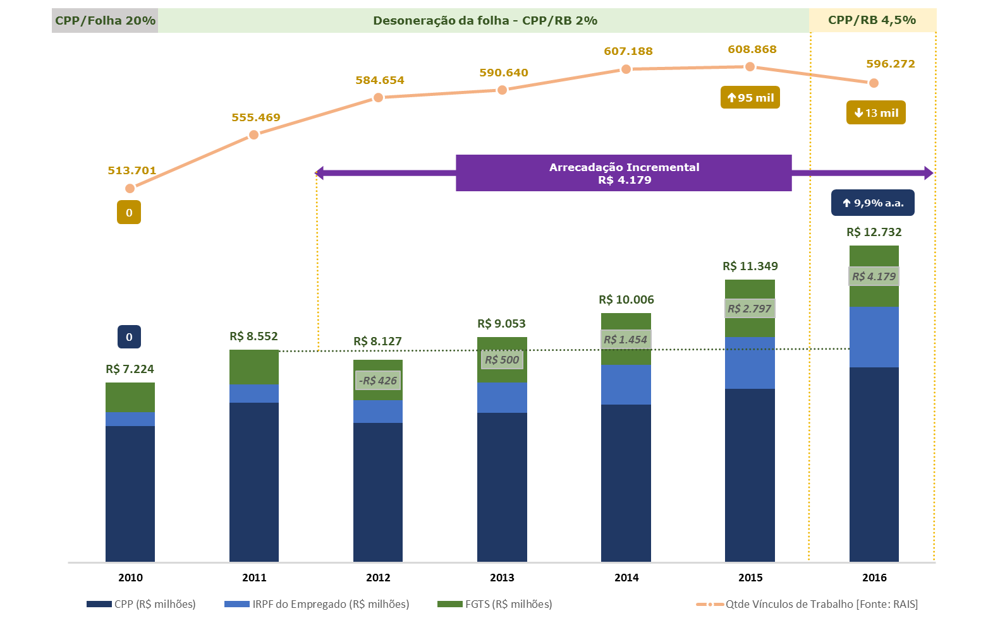 CPP/Folha 20%
Desoneração da folha - CPP/RB 2%
CPP/RB 4,5%
513.701
555.469
584.654
590.640
607.188
608.868
596.272
0
95 mil
13 mil
Arrecadação Incremental
R$ 4.179
9,9% a.a.
0
R$ 7.224
R$ 8.552
R$ 8.127
R$ 9.053
R$ 10.006
R$ 11.349
R$ 12.732
-R$ 426
R$ 500
R$ 1.454
R$ 2.797
R$ 4.179
2010
2011
2012
2013
2014
2015
2016
CPP (R$ milhões)
IRPF do Empregado (R$ milhões)
FGTS (R$ milhões)
Qtde Vínculos de Trabalho [Fonte: RAIS]